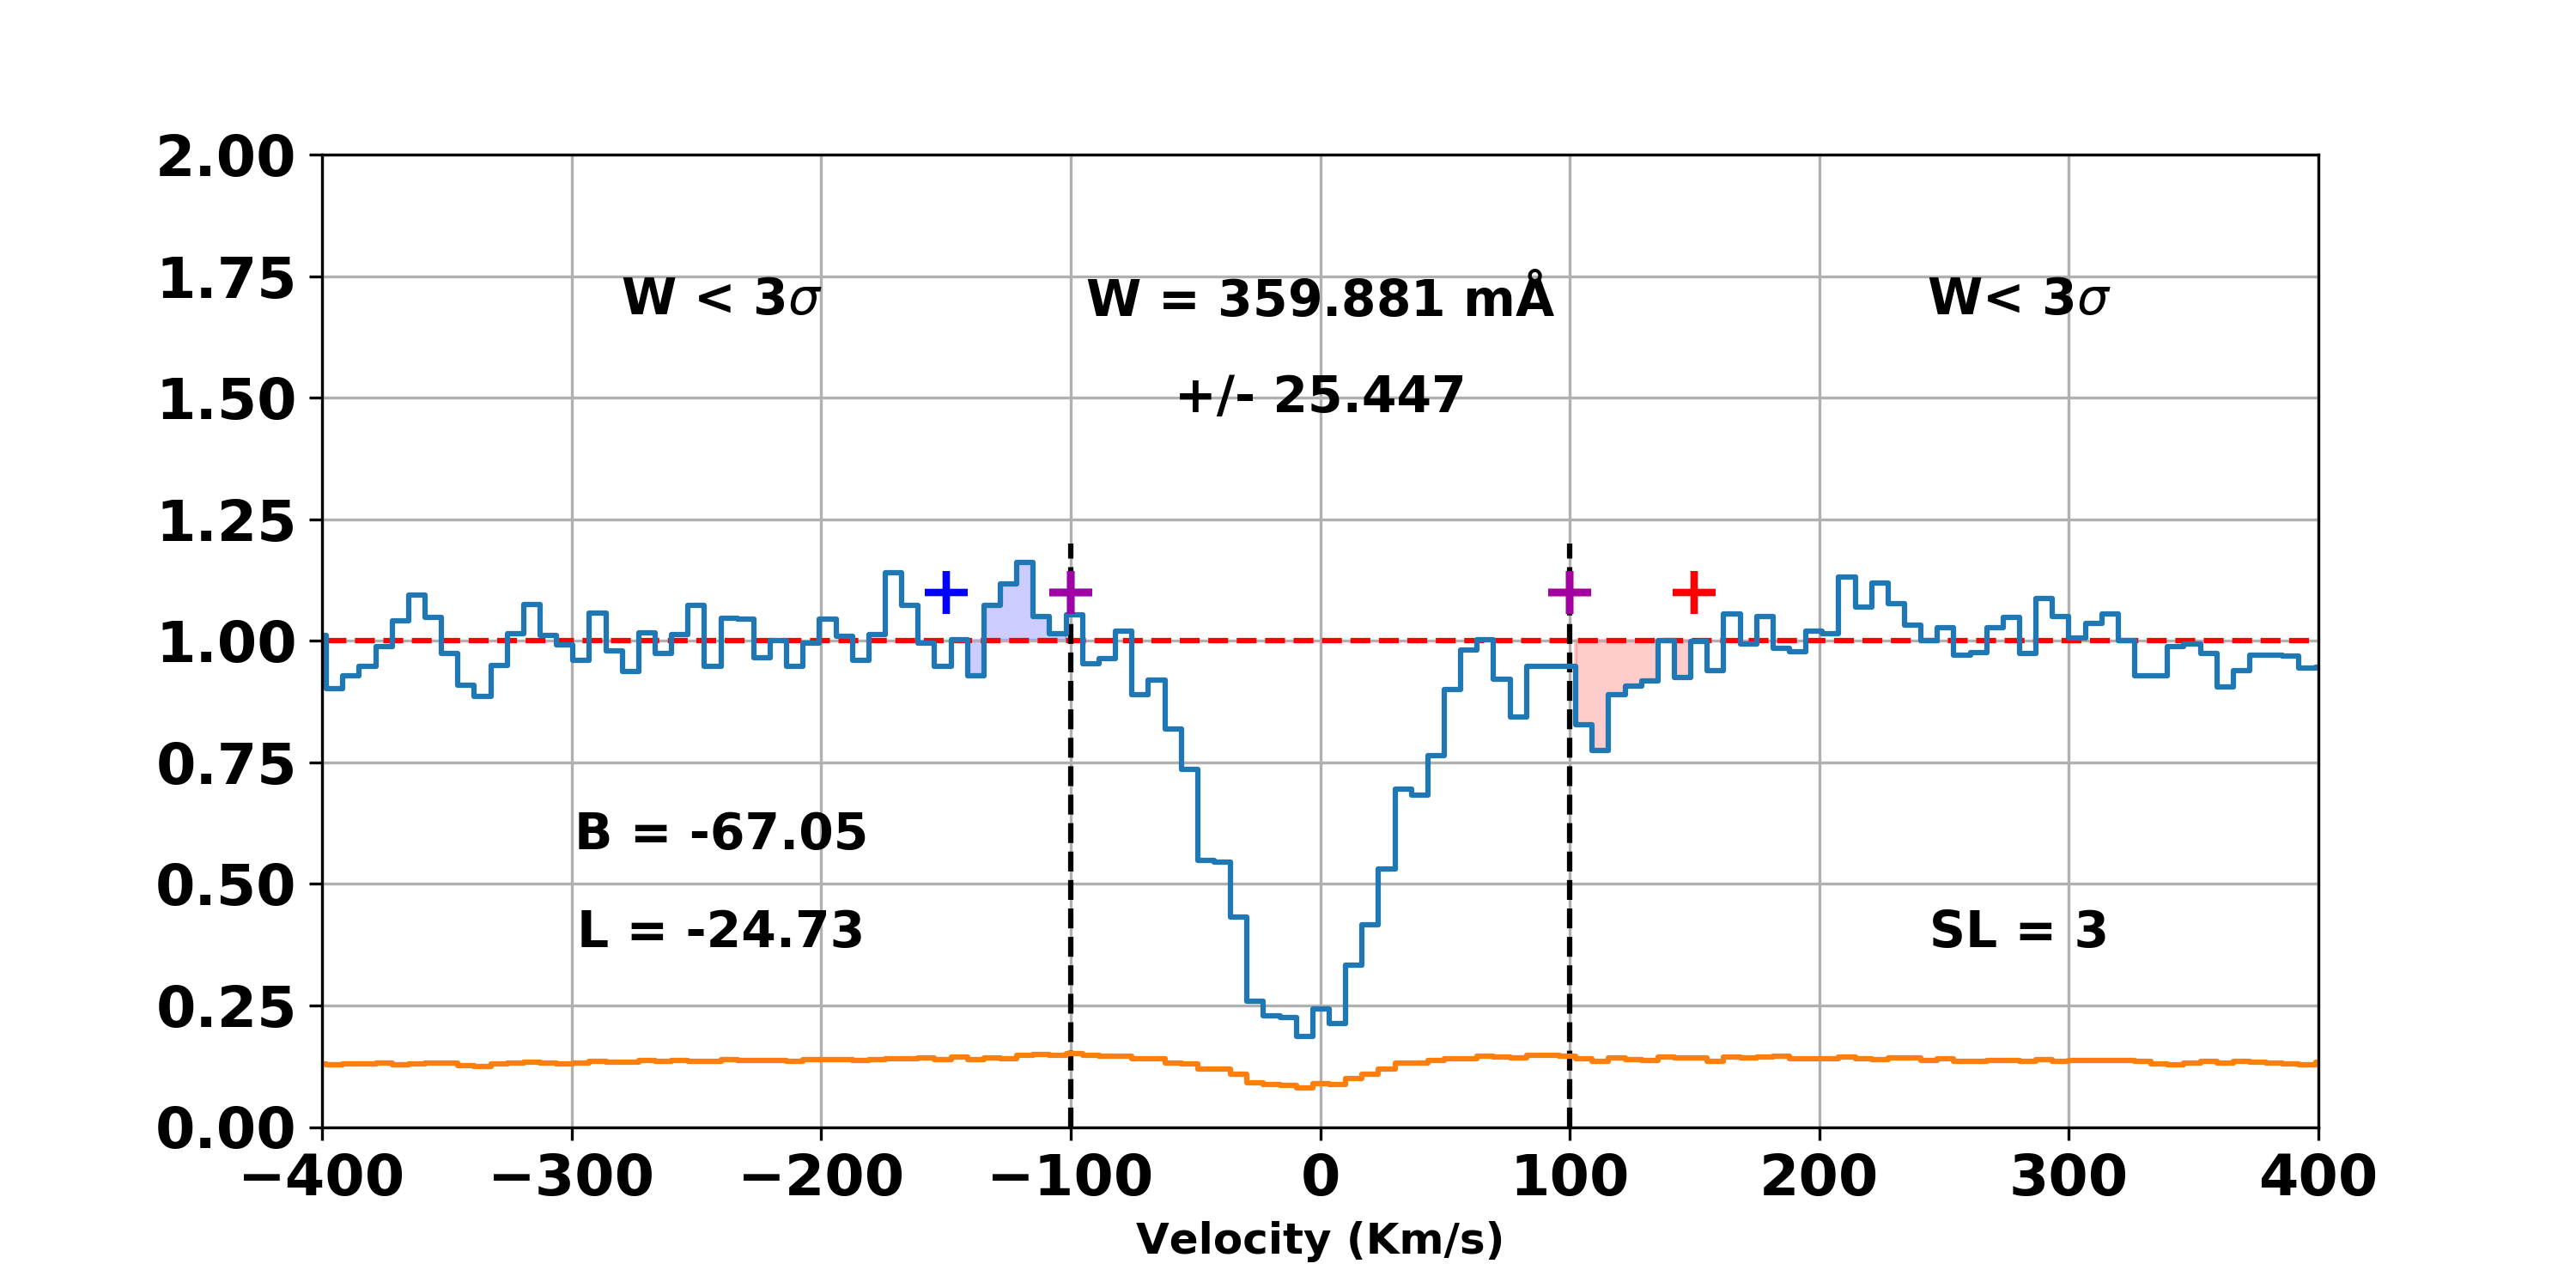 2.00
1.75
1.50
1.25
1.00
0.75
0.50
0.25
0.00
W < 3σ
W = 359.881 mÅ
W< 3σ
+/- 25.447
B = -67.05
L = -24.73
SL = 3
−400 −300 −200 −100 0 100 200 300 400
Velocity (Km/s)